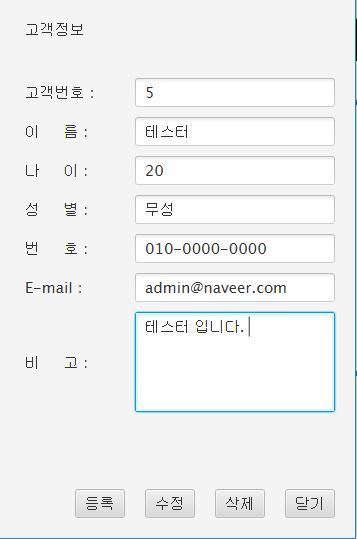 고객정보
고객번호 : 5
이 름 : 테스터
나 이 : 20
성 별 : 무성
번 호 : 010-0000-0000
E-mail : admin@naveer.com
비 고 : 테스터 입니다.
등록 수정 삭제 닫기